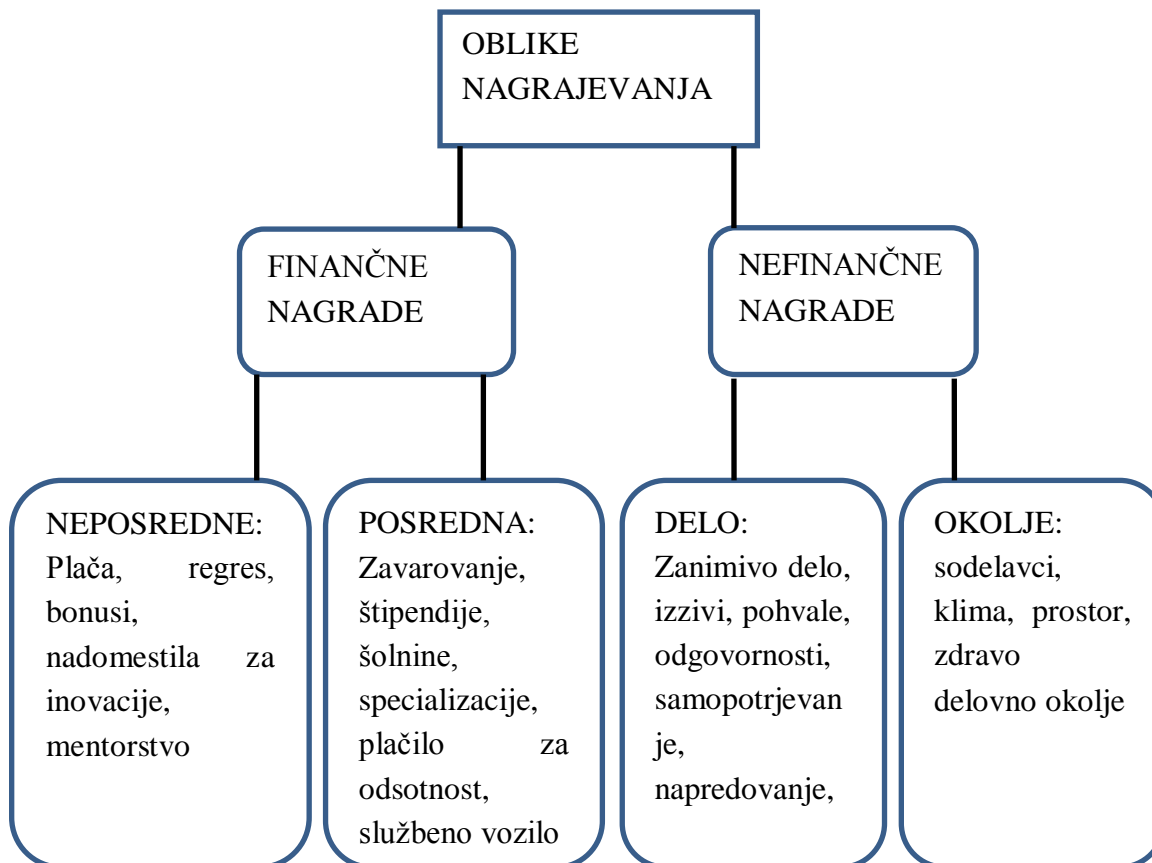 OBLIKE
NAGRAJEVANJA
FINANČNE
NAGRADE
NEFINANČNE
NAGRADE
NEPOSREDNE:
Plača, regres,
bonusi,
nadomestila za
inovacije,
mentorstvo
POSREDNA:
Zavarovanje,
štipendije,
šolnine,
specializacije,
plačilo za
odsotnost,
službeno vozilo
DELO:
Zanimivo delo,
izzivi, pohvale,
odgovornosti,
samopotrjevan
je,
napredovanje,
OKOLJE:
sodelavci,
klima, prostor,
zdravo
delovno okolje